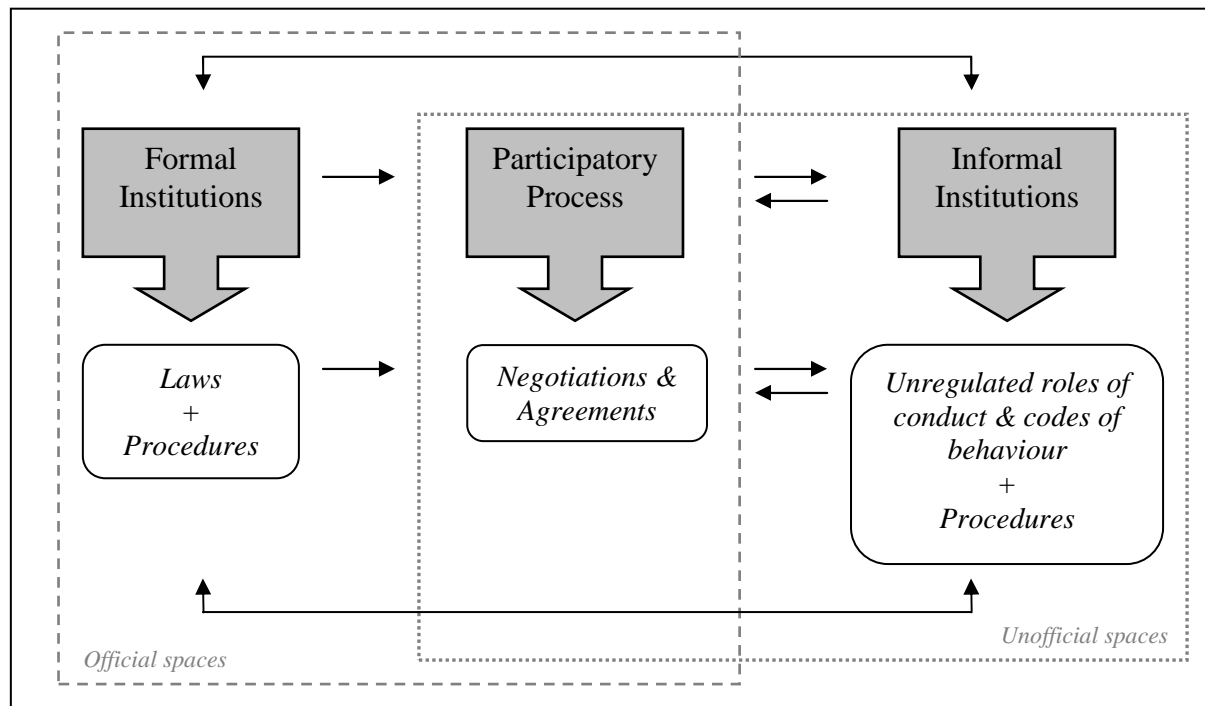 Formal
Institutions
Participatory
Process
Informal
Institutions
Laws
+
Procedures
Negotiations &
Agreements
Unregulated roles of
conduct & codes of
behaviour
+
Procedures
Official spaces
Unofficial spaces